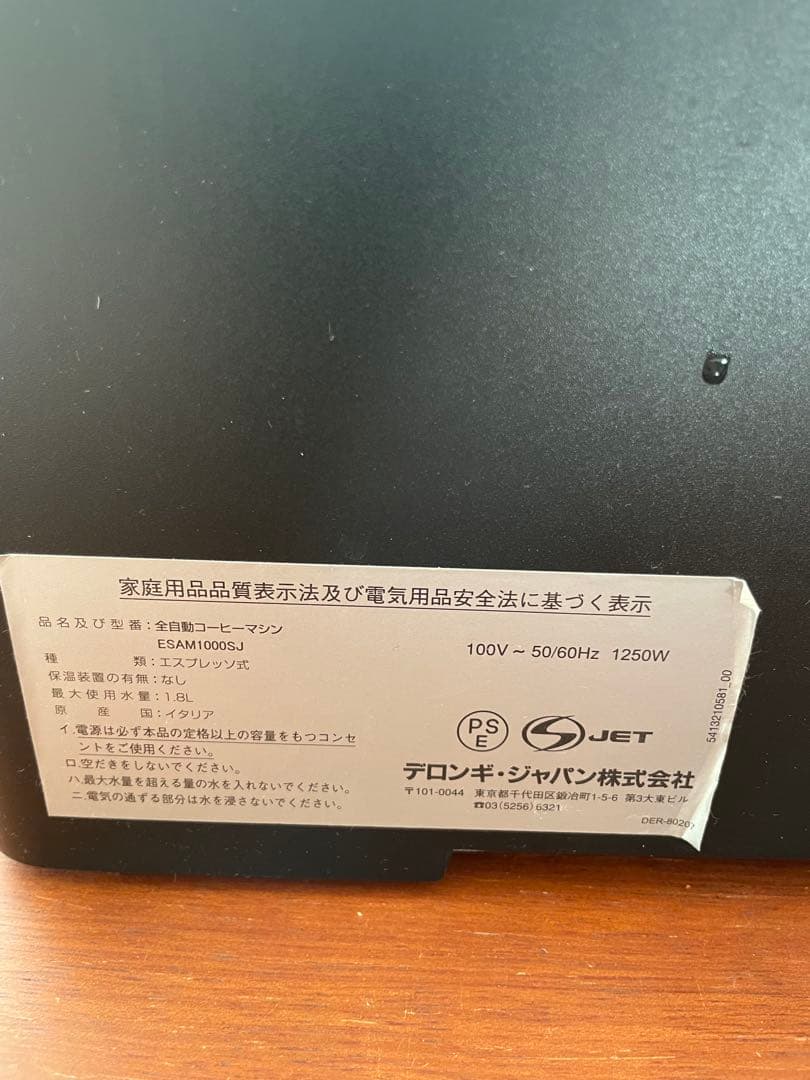 家庭用品品質表示法及び電気用品安全法に基づく表示
品名及び型番：全自動コーヒーマシン
ESAM1000SJ
種類：エスプレッソ式
保温装置の有無：なし
最大使用水量：1.8L
原産国：イタリア
イ.電源は必ず本品の定格以上の容量をもつコンセ
ントをご使用ください。
ロ.空だきをしないでください。
ハ.最大水量を超える量の水を入れないでください。
ニ.電気の通ずる部分は水を浸さないでください。
100V ~ 50/60Hz 1250W
PS
E
S JET
デロンギ・ジャパン株式会社
〒101-0044 東京都千代田区鍛冶町1-5-6 第3大東ビル
☎03(5256)6321
5413210581_00
DER-8020